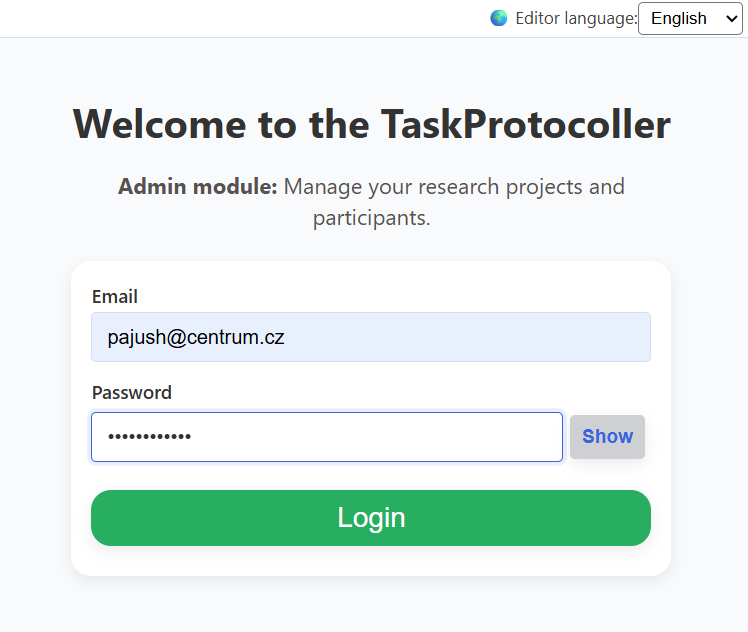 🌍 Editor language: English
Welcome to the TaskProtocoller
Admin module: Manage your research projects and
participants.
Email
pajush@centrum.cz
Password
••••••••••••
Show
Login